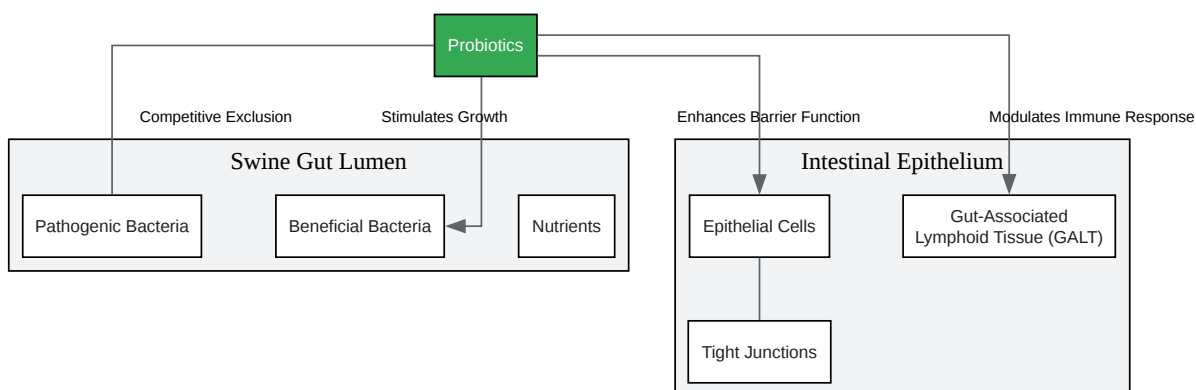 Probiotics
Competitive Exclusion
Stimulates Growth
Enhances Barrier Function
Modulates Immune Response
Swine Gut Lumen
Intestinal Epithelium
Pathogenic Bacteria
Beneficial Bacteria
Nutrients
Epithelial Cells
Gut-Associated
Lymphoid Tissue (GALT)
Tight Junctions